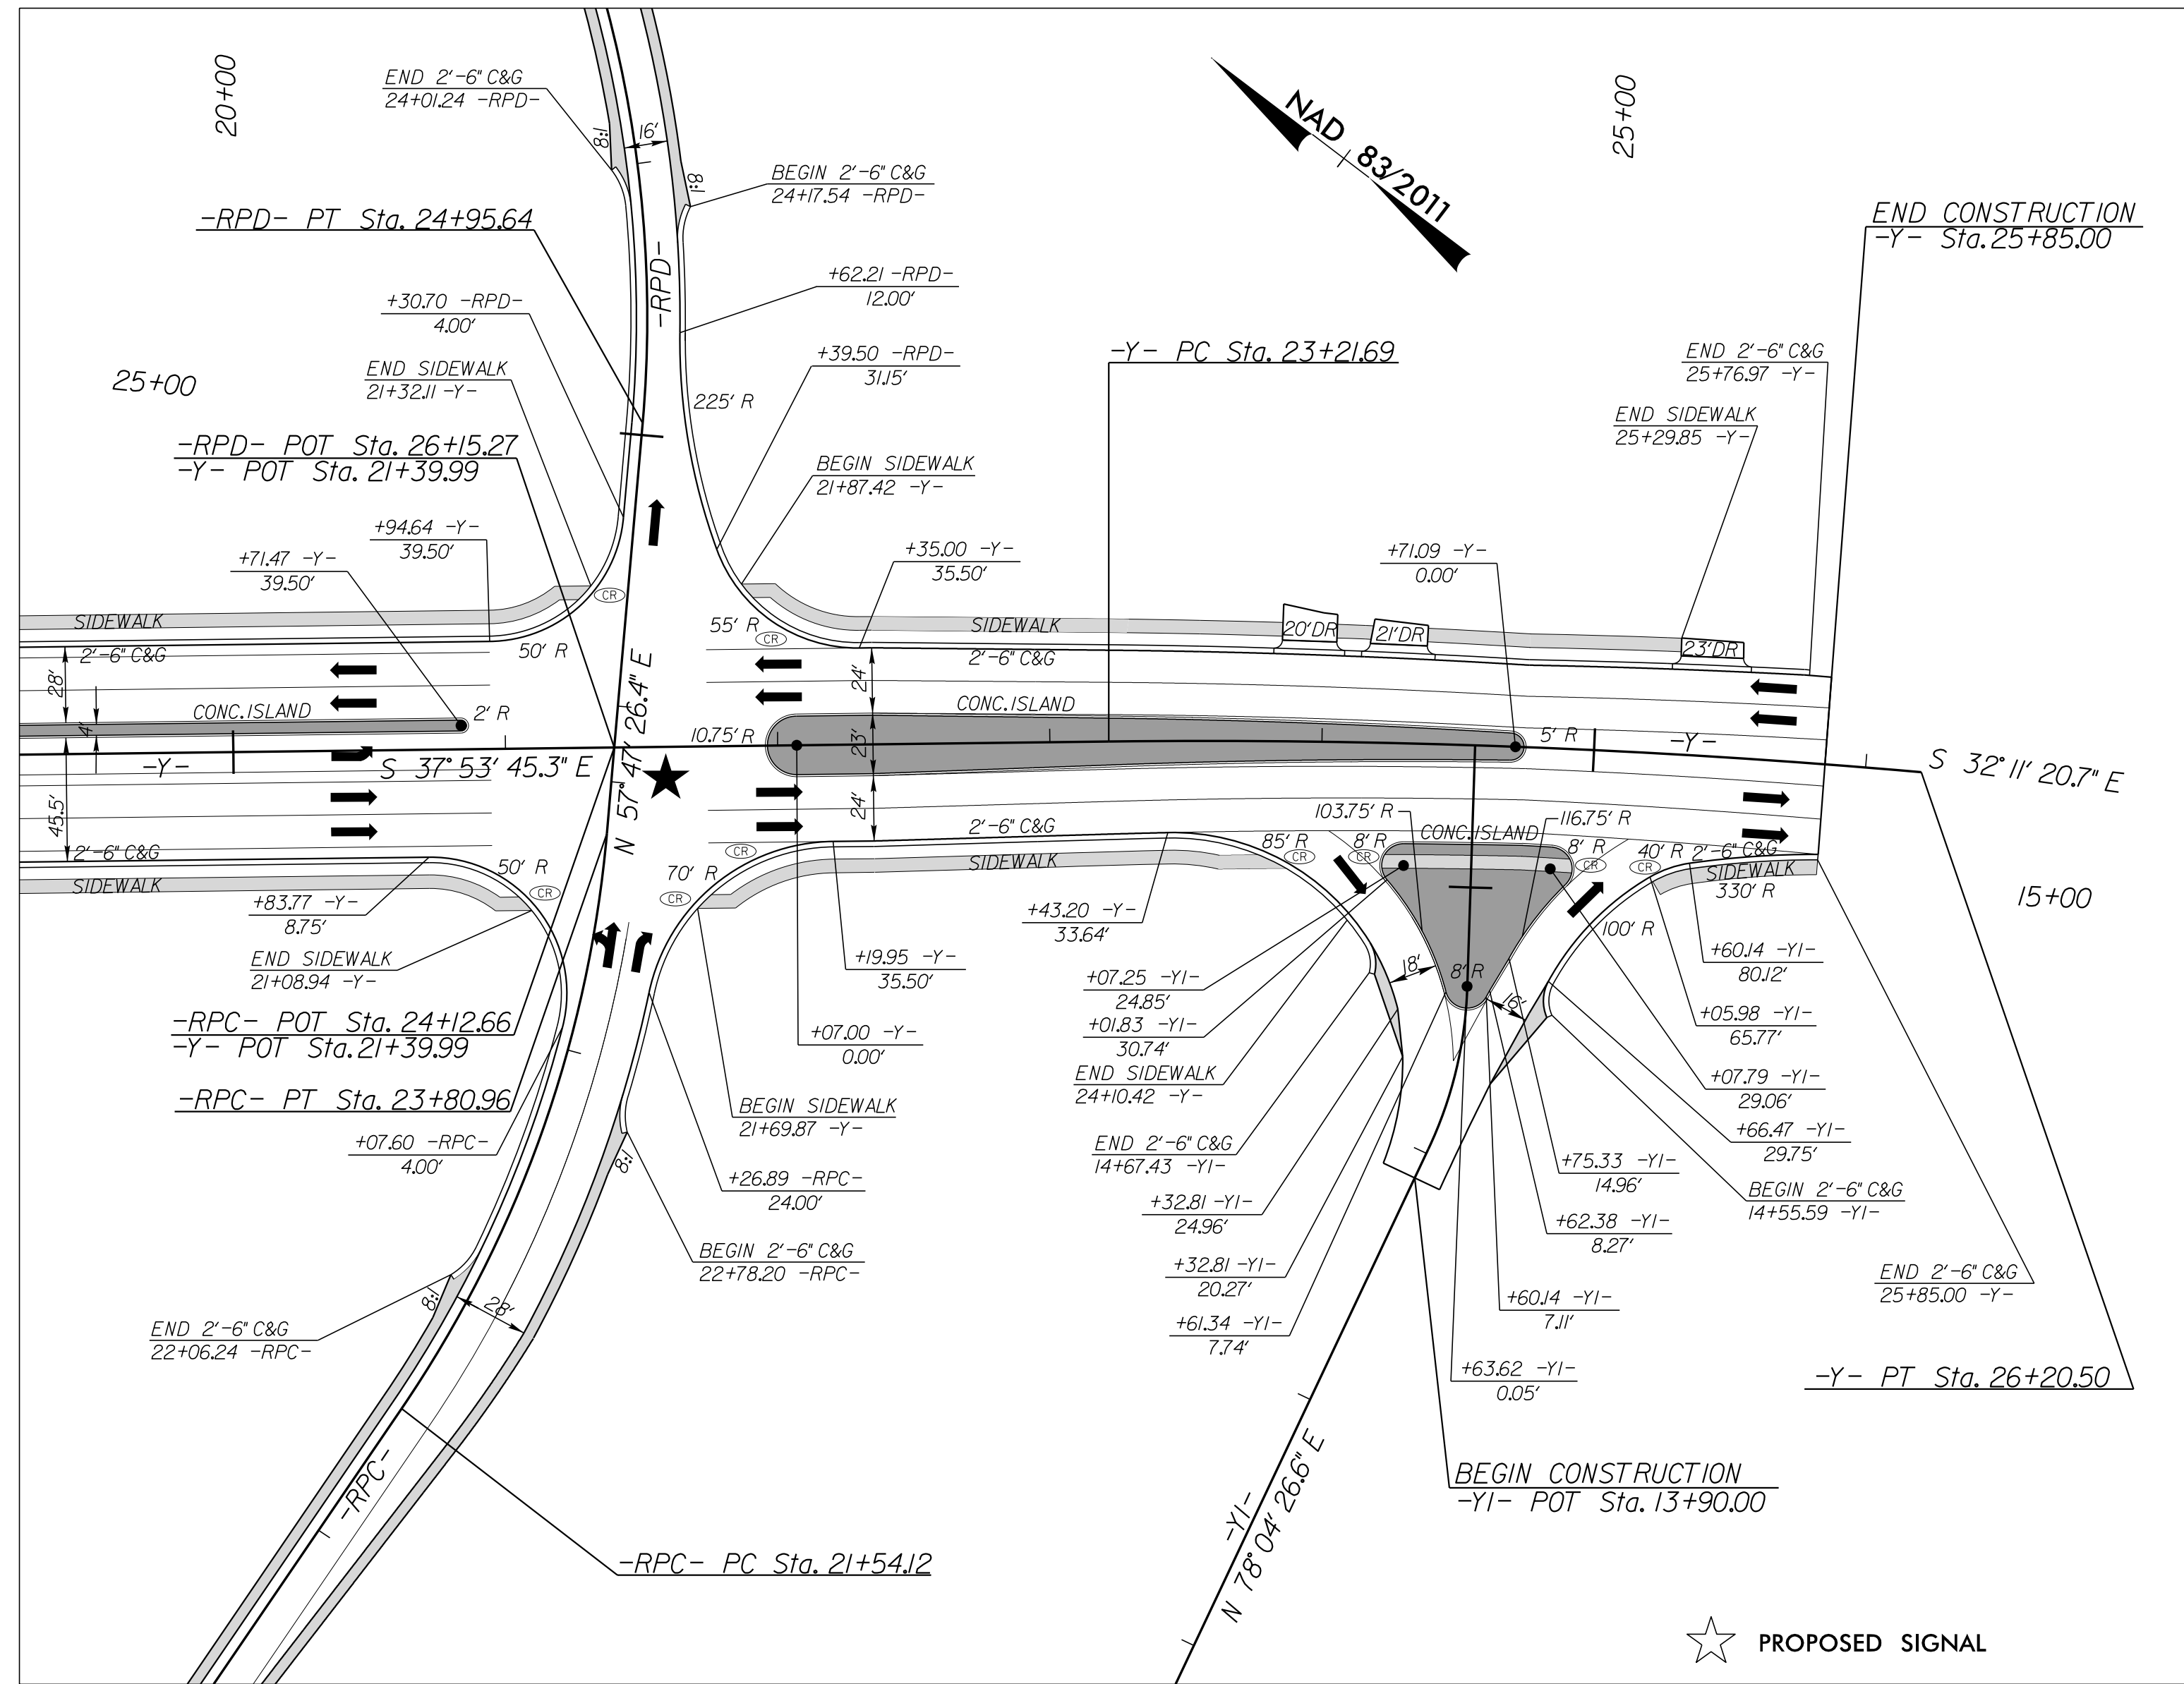 20+00
END 2'-6" C&G
24+01.24 -RPD-
8:1
16'
8:1
BEGIN 2'-6" C&G
24+17.54 -RPD-
NAD 83/2011
25+00
-RPD- PT Sta. 24+95.64
END CONSTRUCTION
-Y- Sta. 25+85.00
-RPD-
+62.21 -RPD-
12.00'
+30.70 -RPD-
4.00'
+39.50 -RPD-
31.15'
-Y- PC Sta. 23+21.69
END 2'-6" C&G
25+76.97 -Y-
25+00
END SIDEWALK
21+32.11 -Y-
225' R
END SIDEWALK
25+29.85 -Y-
-RPD- POT Sta. 26+15.27
-Y- POT Sta. 21+39.99
BEGIN SIDEWALK
21+87.42 -Y-
+94.64 -Y-
39.50'
+71.47 -Y-
39.50'
+35.00 -Y-
35.50'
+71.09 -Y-
0.00'
CR
SIDEWALK
2'-6" C&G
50' R
55' R
CR
SIDEWALK
2'-6" C&G
20' DR
21' DR
23' DR
28'
4'
CONC. ISLAND
2' R
N 57° 47' 26.4" E
24'
CONC. ISLAND
10.75' R
23'
5' R
-Y-
-Y-
S 37° 53' 45.3" E
S 32° 11' 20.7" E
45.5'
24'
103.75' R
116.75' R
2'-6" C&G
SIDEWALK
50' R
CR
70' R
CR
CR
2'-6" C&G
SIDEWALK
85' R
CR
8' R
CR
CONC. ISLAND
8' R
CR
40' R
CR
2'-6" C&G
SIDEWALK
330' R
15+00
+83.77 -Y-
8.75'
+43.20 -Y-
33.64'
100' R
END SIDEWALK
21+08.94 -Y-
+19.95 -Y-
35.50'
18'
8' R
16'
+60.14 -Y1-
80.12'
+07.25 -Y1-
24.85'
+05.98 -Y1-
65.77'
-RPC- POT Sta. 24+12.66
-Y- POT Sta. 21+39.99
+07.00 -Y-
0.00'
+01.83 -Y1-
30.74'
END SIDEWALK
24+10.42 -Y-
+07.79 -Y1-
29.06'
-RPC- PT Sta. 23+80.96
BEGIN SIDEWALK
21+69.87 -Y-
+66.47 -Y1-
29.75'
+07.60 -RPC-
4.00'
8:1
END 2'-6" C&G
14+67.43 -Y1-
+75.33 -Y1-
14.96'
+26.89 -RPC-
24.00'
BEGIN 2'-6" C&G
14+55.59 -Y1-
+32.81 -Y1-
24.96'
+62.38 -Y1-
8.27'
BEGIN 2'-6" C&G
22+78.20 -RPC-
+32.81 -Y1-
20.27'
END 2'-6" C&G
25+85.00 -Y-
8:1
28'
+60.14 -Y1-
7.11'
END 2'-6" C&G
22+06.24 -RPC-
+61.34 -Y1-
7.74'
+63.62 -Y1-
0.05'
-Y- PT Sta. 26+20.50
-RPC-
BEGIN CONSTRUCTION
-Y1- POT Sta. 13+90.00
-Y1-
N 78° 04' 26.6" E
-RPC- PC Sta. 21+54.12
PROPOSED SIGNAL